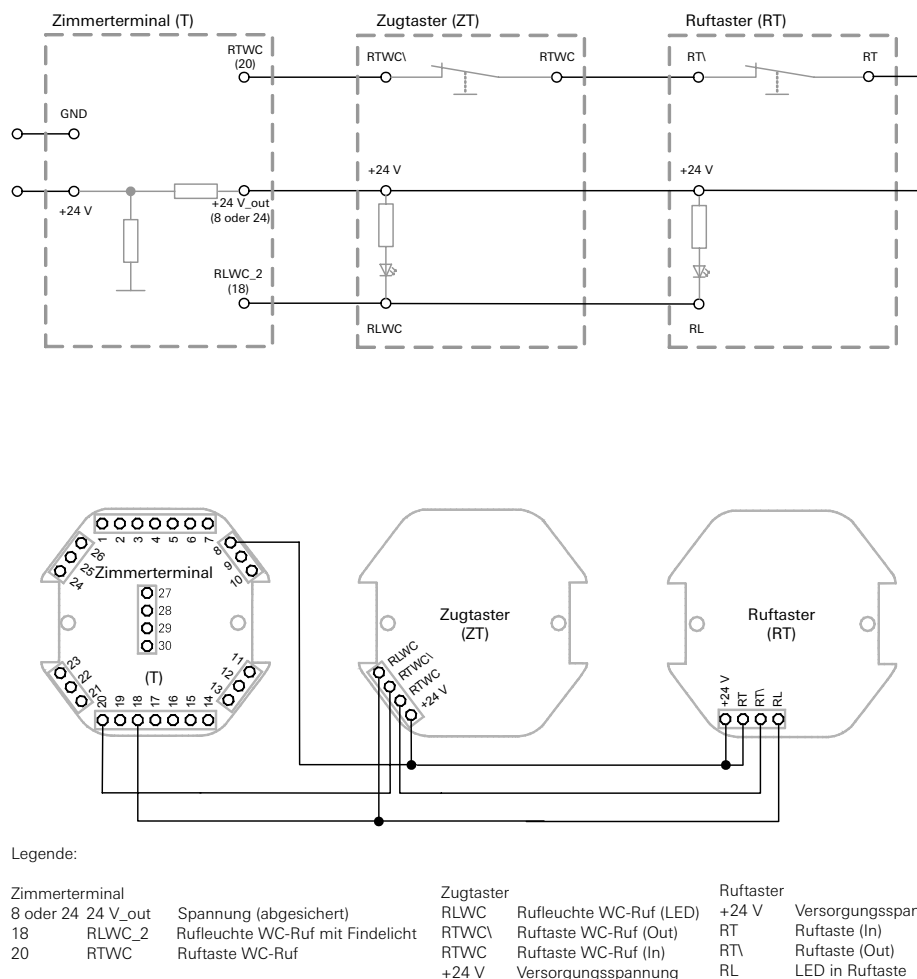 Zimmerterminal (T) Zugtaster (ZT) Ruftaster (RT)
RTWC
(20)
RTWC\ RTWC RT\ RT
GND
+24 V +24 V
+24 V +24 V_out
(8 oder 24)
RLWC_2
(18)
RLWC RL
1 2 3 4 5 6 7
26 25 24
8 9 10
Zimmerterminal
27
28
29
30
(T)
23 22 21
11 12 13
20 19 18 17 16 15 14
Zugtaster
(ZT)
RLWC
RTWC\
RTWC
+24 V
Ruftaster
(RT)
+24 V RT RT\ RL
Legende:
Zimmerterminal
8 oder 24 24 V_out Spannung (abgesichert)
18 RLWC_2 Rufleuchte WC-Ruf mit Findelicht
20 RTWC Ruftaste WC-Ruf
Zugtaster
RLWC Rufleuchte WC-Ruf (LED)
RTWC\ Ruftaste WC-Ruf (Out)
RTWC Ruftaste WC-Ruf (In)
+24 V Versorgungsspannung
Ruftaster
+24 V Versorgungsspan
RT Ruftaste (In)
RT\ Ruftaste (Out)
RL LED in Ruftaste